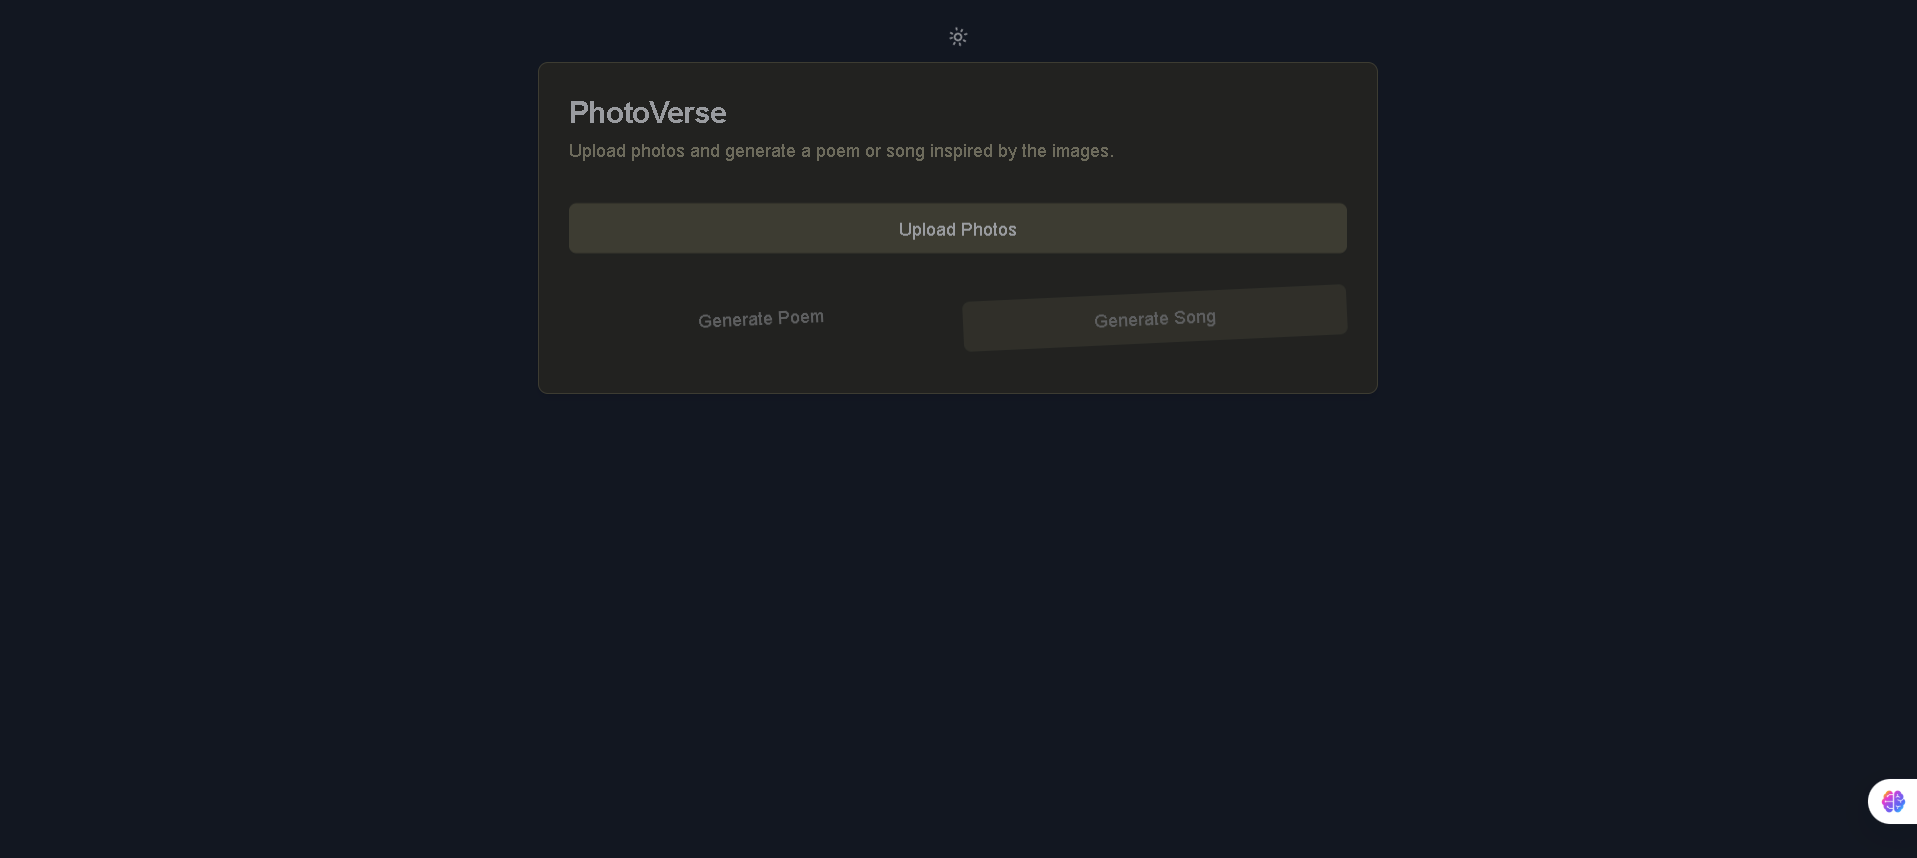 PhotoVerse
Upload photos and generate a poem or song inspired by the images.
Upload Photos
Generate Poem
Generate Song